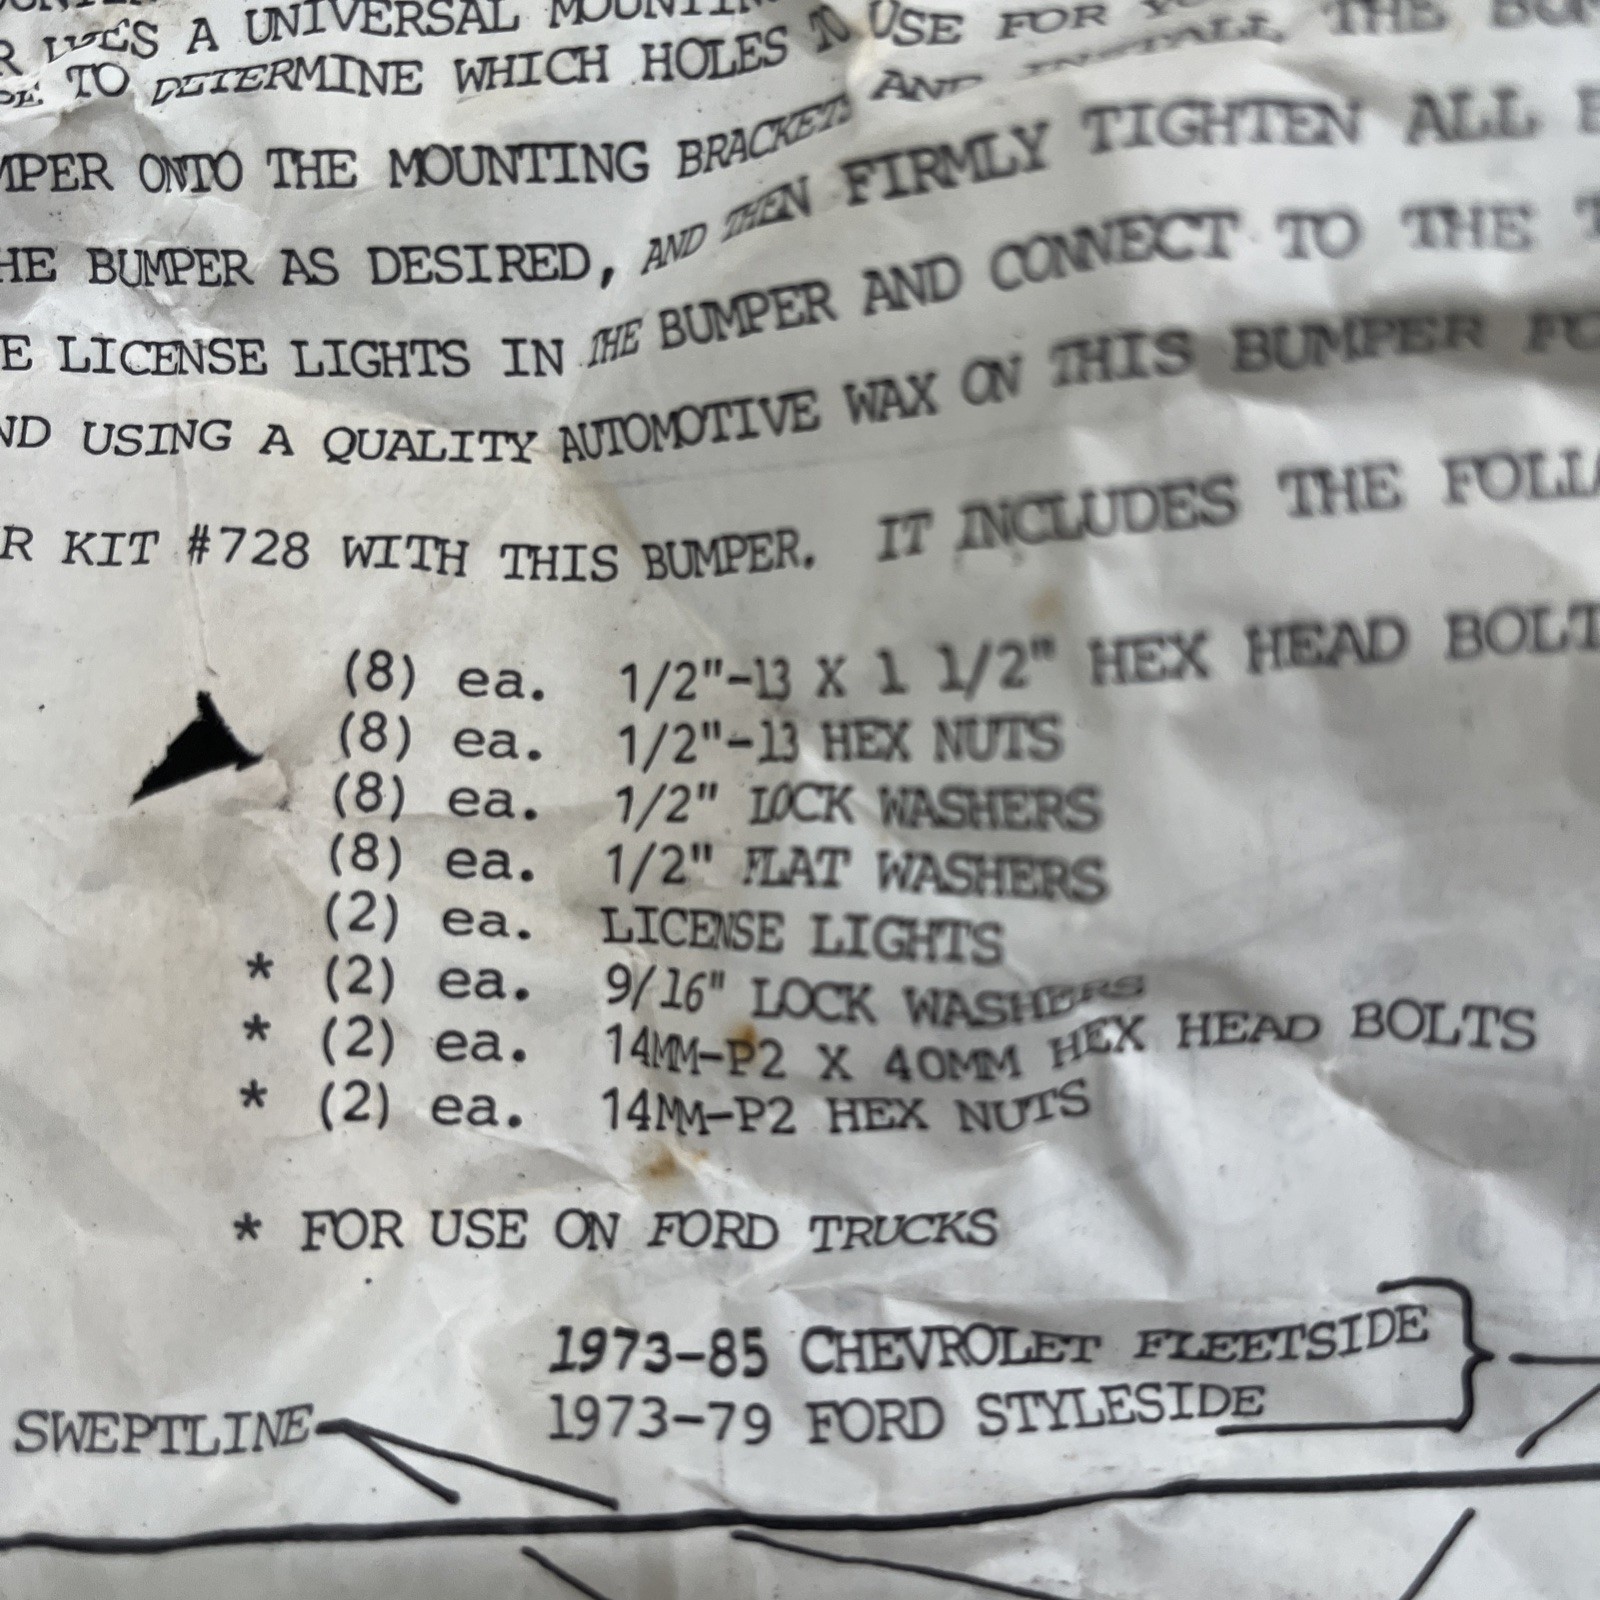 A UNIVERSAL
TO DETERMINE WHICH HOLES TO USE FOR
AND INSTALL THE
ONTO THE MOUNTING BRACKETS
THE BUMPER AS DESIRED, AND THEN FIRMLY TIGHTEN ALL
LICENSE LIGHTS IN THE BUMPER AND CONNECT TO THE
USING A QUALITY AUTOMOTIVE WAX ON THIS BUMPER
KIT #728 WITH THIS BUMPER. IT INCLUDES THE
(8) ea. 1/2"-13 X 1 1/2" HEX HEAD BOLT
(8) ea. 1/2"-13 HEX NUTS
(8) ea. 1/2" LOCK WASHERS
(8) ea. 1/2" FLAT WASHERS
(2) ea. LICENSE LIGHTS
* (2) ea. 9/16" LOCK WASHERS
* (2) ea. 14MM-P2 X 40MM HEX HEAD BOLTS
* (2) ea. 14MM-P2 HEX NUTS
* FOR USE ON FORD TRUCKS
1973-85 CHEVROLET FLEETSIDE
1973-79 FORD STYLESIDE
SWEPTLINE